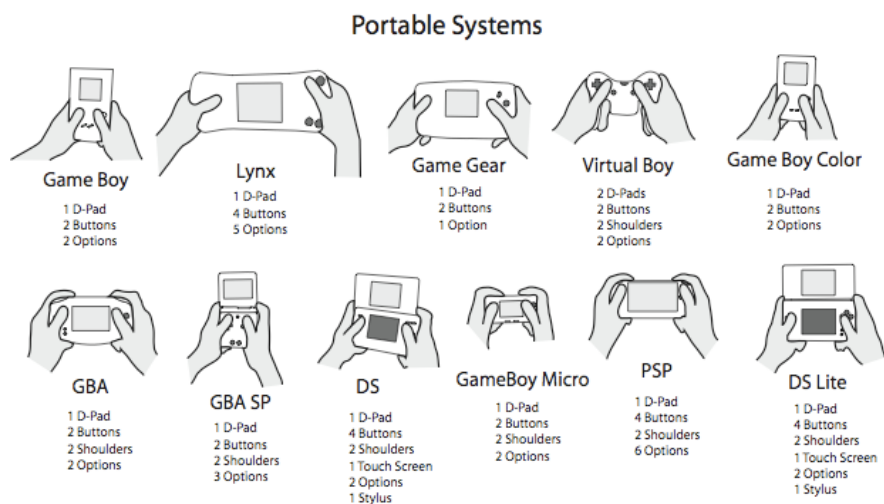 Portable Systems
Game Boy
1 D-Pad
2 Buttons
2 Options
Lynx
1 D-Pad
4 Buttons
5 Options
Game Gear
1 D-Pad
2 Buttons
1 Option
Virtual Boy
2 D-Pads
2 Buttons
2 Shoulders
2 Options
Game Boy Color
1 D-Pad
2 Buttons
2 Options
GBA
1 D-Pad
2 Buttons
2 Shoulders
2 Options
GBA SP
1 D-Pad
2 Buttons
2 Shoulders
3 Options
DS
1 D-Pad
4 Buttons
2 Shoulders
1 Touch Screen
2 Options
1 Stylus
GameBoy Micro
1 D-Pad
2 Buttons
2 Shoulders
2 Options
PSP
1 D-Pad
4 Buttons
2 Shoulders
6 Options
DS Lite
1 D-Pad
4 Buttons
2 Shoulders
1 Touch Screen
2 Options
1 Stylus